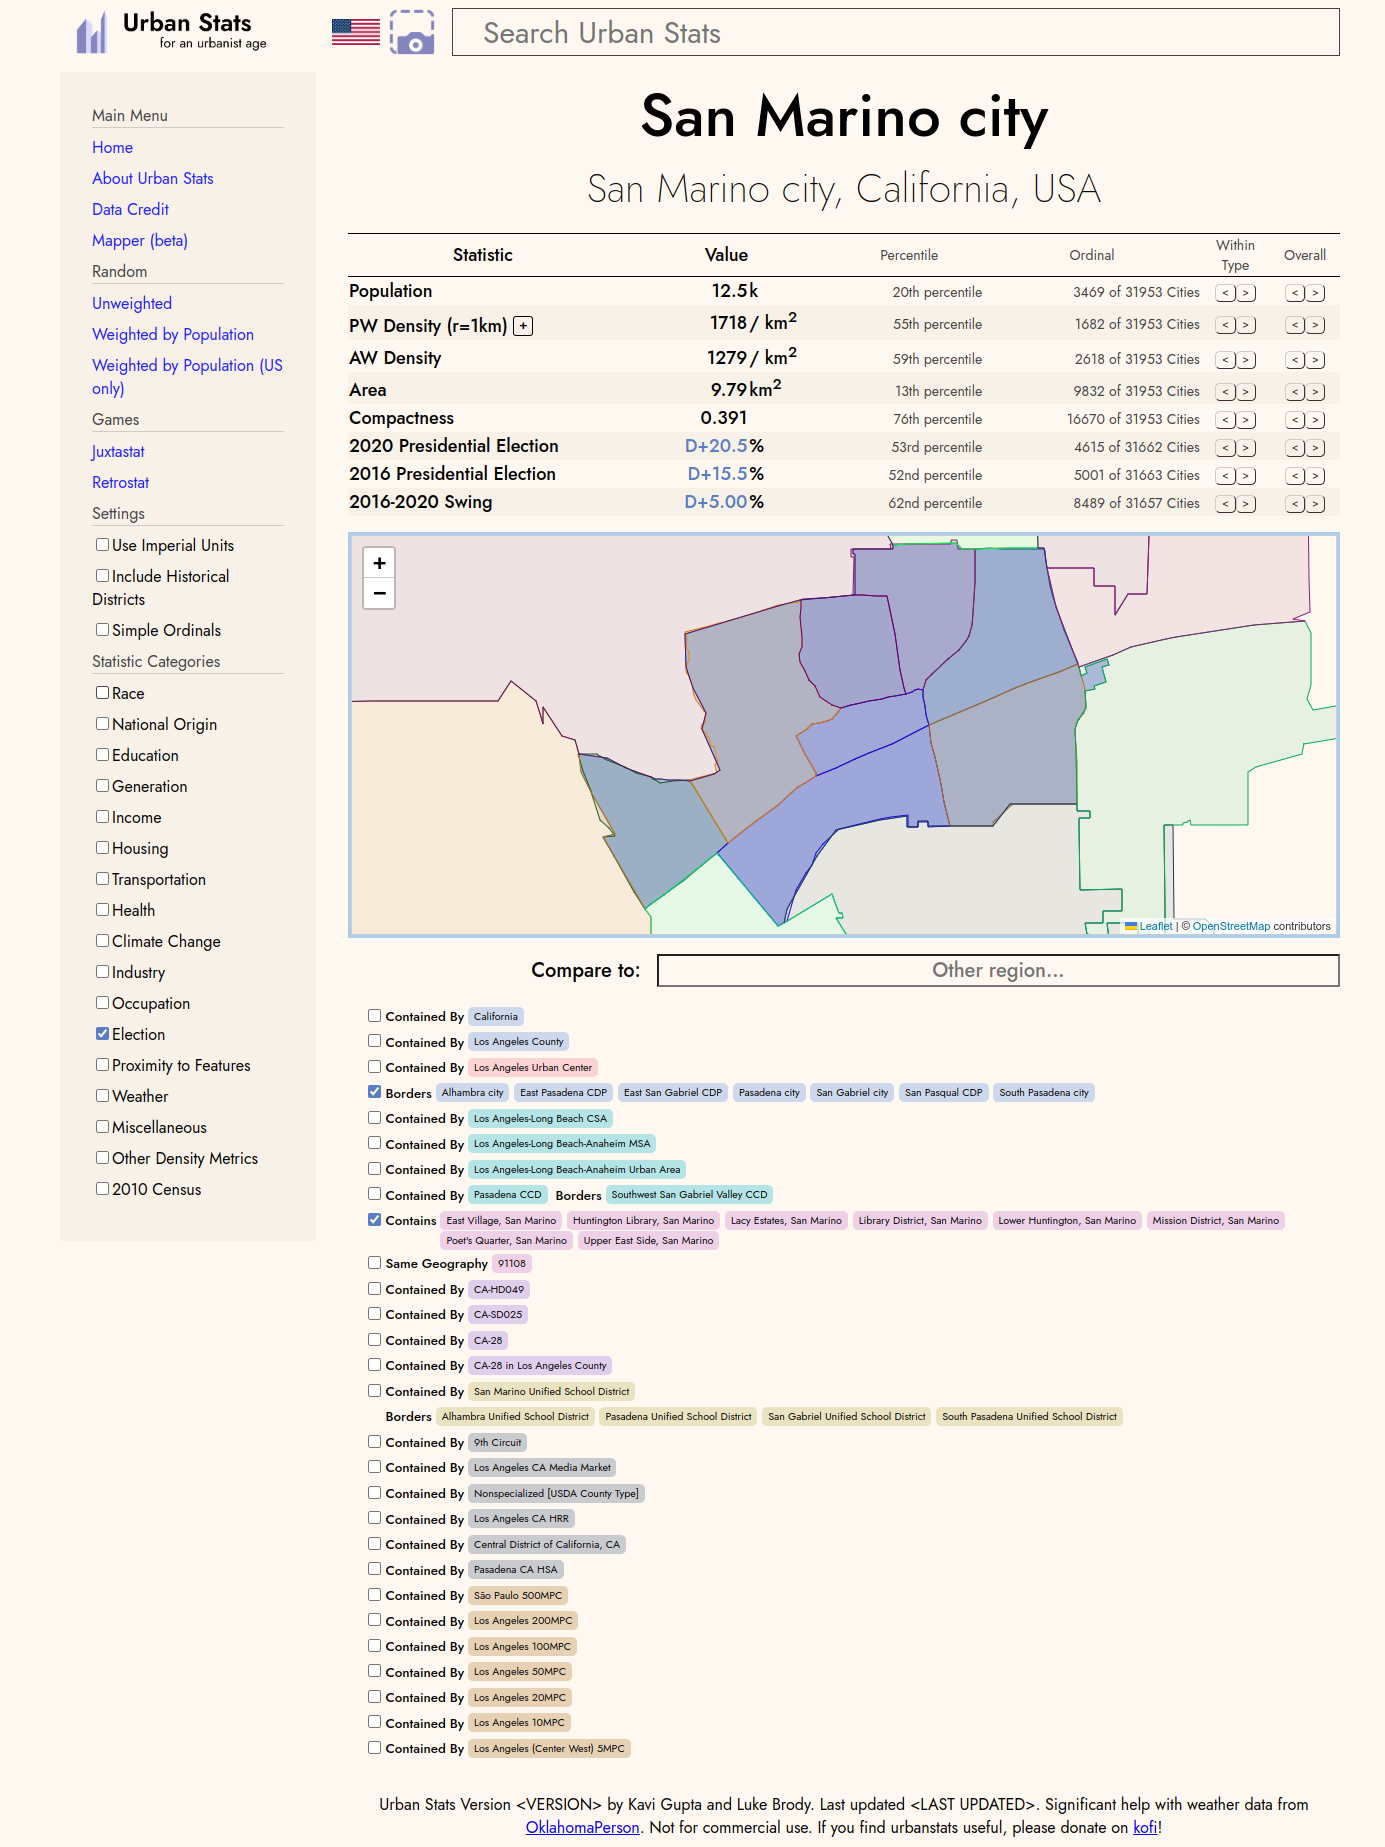 Urban Stats
for an urbanist age
Search Urban Stats
Main Menu
Home
About Urban Stats
Data Credit
Mapper (beta)
Random
Unweighted
Weighted by Population
Weighted by Population (US
only)
Games
Juxtastat
Retrostat
Settings
Use Imperial Units
Include Historical
Districts
Simple Ordinals
Statistic Categories
Race
National Origin
Education
Generation
Income
Housing
Transportation
Health
Climate Change
Industry
Occupation
Election
Proximity to Features
Weather
Miscellaneous
Other Density Metrics
2010 Census
San Marino city
San Marino city, California, USA
Statistic Value Percentile Ordinal Within Type Overall
Population 12.5k 20th percentile 3469 of 31953 Cities < > < >
PW Density (r=1km) + 1718 / km² 55th percentile 1682 of 31953 Cities < > < >
AW Density 1279 / km² 59th percentile 2618 of 31953 Cities < > < >
Area 9.79 km² 13th percentile 9832 of 31953 Cities < > < >
Compactness 0.391 76th percentile 16670 of 31953 Cities < > < >
2020 Presidential Election D+20.5% 53rd percentile 4615 of 31662 Cities < > < >
2016 Presidential Election D+15.5% 52nd percentile 5001 of 31663 Cities < > < >
2016-2020 Swing D+5.00% 62nd percentile 8489 of 31657 Cities < > < >
+
−
Leaflet | © OpenStreetMap contributors
Compare to: Other region...
Contained By California
Contained By Los Angeles County
Contained By Los Angeles Urban Center
Borders Alhambra city East Pasadena CDP East San Gabriel CDP Pasadena city San Gabriel city San Pasqual CDP South Pasadena city
Contained By Los Angeles-Long Beach CSA
Contained By Los Angeles-Long Beach-Anaheim MSA
Contained By Los Angeles-Long Beach-Anaheim Urban Area
Contained By Pasadena CCD Borders Southwest San Gabriel Valley CCD
Contains East Village, San Marino Huntington Library, San Marino Lacy Estates, San Marino Library District, San Marino Lower Huntington, San Marino Mission District, San Marino
Poet's Quarter, San Marino Upper East Side, San Marino
Same Geography 91108
Contained By CA-HD049
Contained By CA-SD025
Contained By CA-28
Contained By CA-28 in Los Angeles County
Contained By San Marino Unified School District
Borders Alhambra Unified School District Pasadena Unified School District San Gabriel Unified School District South Pasadena Unified School District
Contained By 9th Circuit
Contained By Los Angeles CA Media Market
Contained By Nonspecialized [USDA County Type]
Contained By Los Angeles CA HRR
Contained By Central District of California, CA
Contained By Pasadena CA HSA
Contained By São Paulo 500MPC
Contained By Los Angeles 200MPC
Contained By Los Angeles 100MPC
Contained By Los Angeles 50MPC
Contained By Los Angeles 20MPC
Contained By Los Angeles 10MPC
Contained By Los Angeles (Center West) 5MPC
Urban Stats Version <VERSION> by Kavi Gupta and Luke Brody. Last updated <LAST UPDATED>. Significant help with weather data from
OklahomaPerson. Not for commercial use. If you find urbanstats useful, please donate on kofi!